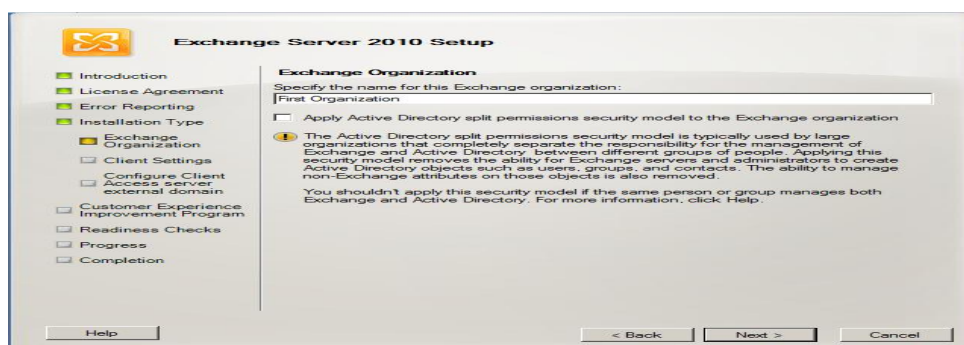 Exchange Server 2010 Setup
Introduction
License Agreement
Error Reporting
Installation Type
Exchange
Organization
Client Settings
Configure Client
Access server
external domain
Customer Experience
Improvement Program
Readiness Checks
Progress
Completion
Exchange Organization
Specify the name for this Exchange organization:
First Organization
Apply Active Directory split permissions security model to the Exchange organization
The Active Directory split permissions security model is typically used by large
organizations that completely separate the responsibility for the management of
Exchange and Active Directory between different groups of people. Applying this
security model removes the ability for Exchange servers and administrators to create
Active Directory objects such as users, groups, and contacts. The ability to manage
non-Exchange attributes on those objects is also removed.
You shouldn't apply this security model if the same person or group manages both
Exchange and Active Directory. For more information, click Help.
Help
< Back
Next >
Cancel